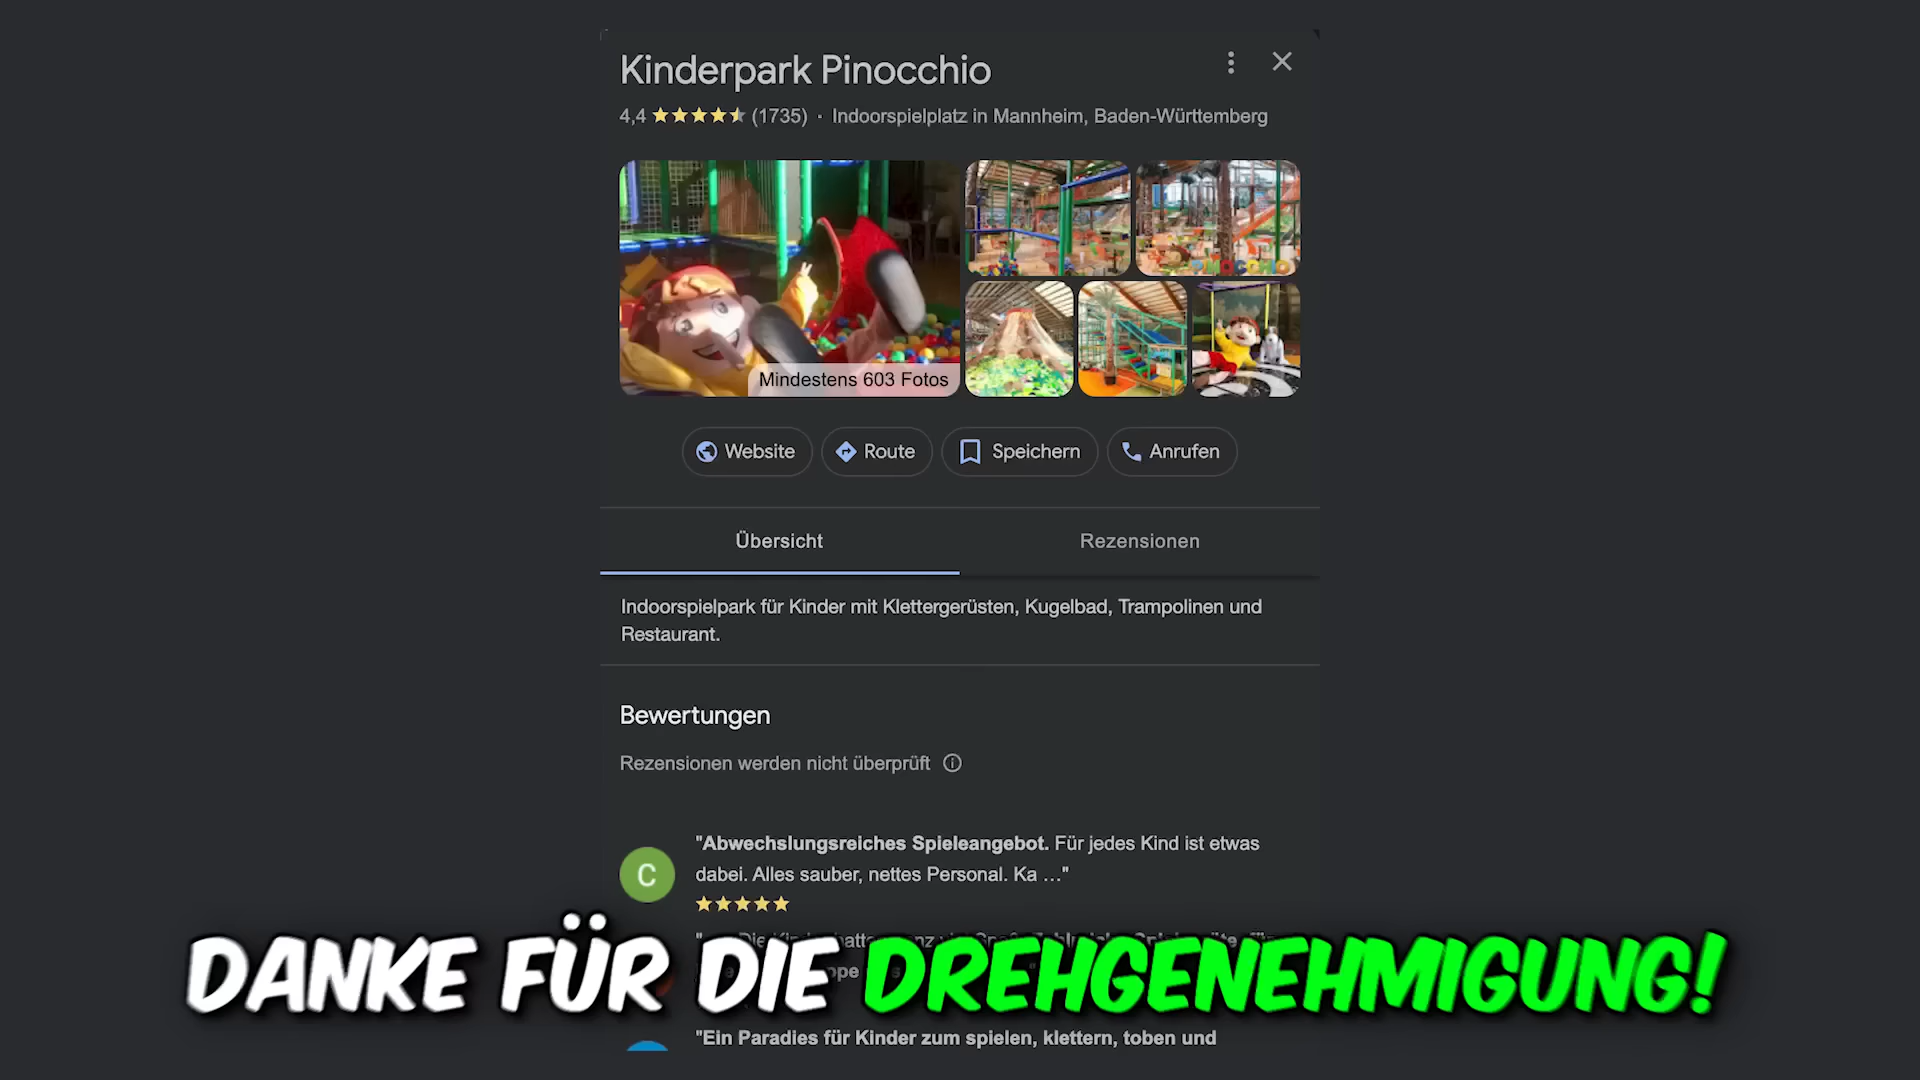 Kinderpark Pinocchio
4,4 (1735) · Indoorspielplatz in Mannheim, Baden-Württemberg
PINOCCHIO
Mindestens 603 Fotos
Website
Route
Speichern
Anrufen
Übersicht
Rezensionen
Indoorspielpark für Kinder mit Klettergerüsten, Kugelbad, Trampolinen und
Restaurant.
Bewertungen
Rezensionen werden nicht überprüft
C
"Abwechslungsreiches Spieleangebot. Für jedes Kind ist etwas
dabei. Alles sauber, nettes Personal. Ka ..."
DANKE FÜR DIE DREHGENEHMIGUNG!
"Ein Paradies für Kinder zum spielen, klettern, toben und